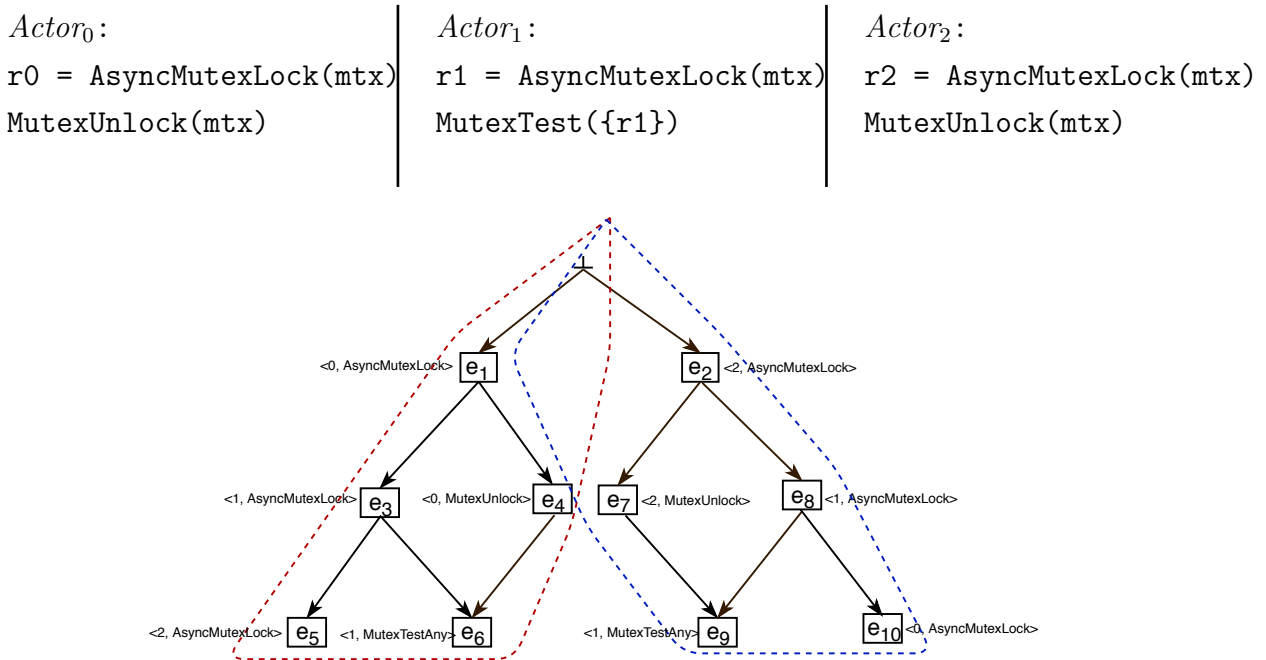 Actor₀:
r0 = AsyncMutexLock(mtx)
MutexUnlock(mtx)
Actor₁:
r1 = AsyncMutexLock(mtx)
MutexTest({r1})
Actor₂:
r2 = AsyncMutexLock(mtx)
MutexUnlock(mtx)
⊥
<0, AsyncMutexLock> e₁ e₂ <2, AsyncMutexLock>
<1, AsyncMutexLock> e₃ <0, MutexUnlock> e₄ e₇ <2, MutexUnlock> e₈ <1, AsyncMutexLock>
<2, AsyncMutexLock> e₅ <1, MutexTestAny> e₆ <1, MutexTestAny> e₉ e₁₀ <0, AsyncMutexLock>